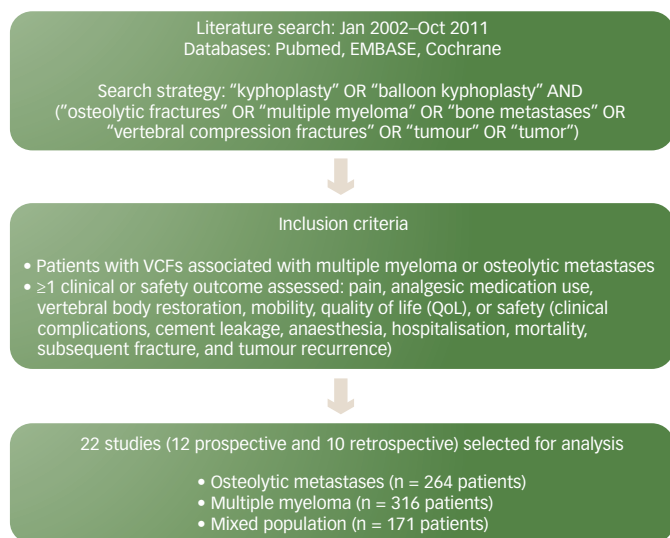 Literature search: Jan 2002–Oct 2011
Databases: Pubmed, EMBASE, Cochrane
Search strategy: “kyphoplasty” OR “balloon kyphoplasty” AND
(“osteolytic fractures” OR “multiple myeloma” OR “bone metastases” OR
“vertebral compression fractures” OR “tumour” OR “tumor”)
Inclusion criteria
• Patients with VCFs associated with multiple myeloma or osteolytic metastases
• ≥1 clinical or safety outcome assessed: pain, analgesic medication use,
vertebral body restoration, mobility, quality of life (QoL), or safety (clinical
complications, cement leakage, anaesthesia, hospitalisation, mortality,
subsequent fracture, and tumour recurrence)
22 studies (12 prospective and 10 retrospective) selected for analysis
• Osteolytic metastases (n = 264 patients)
• Multiple myeloma (n = 316 patients)
• Mixed population (n = 171 patients)